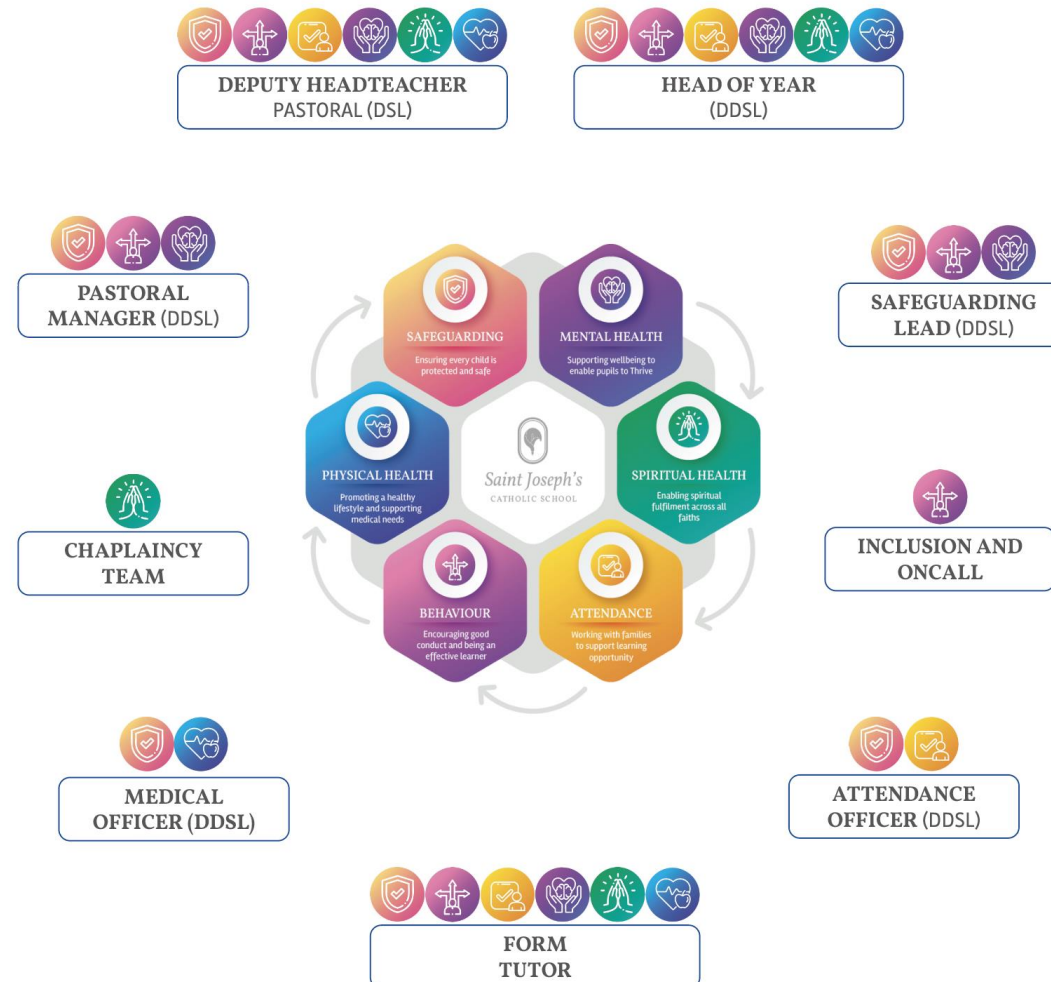 DEPUTY HEADTEACHER
PASTORAL (DSL)
HEAD OF YEAR
(DDSL)
PASTORAL
MANAGER (DDSL)
SAFEGUARDING
LEAD (DDSL)
SAFEGUARDING
Ensuring every child is
protected and safe
MENTAL HEALTH
Supporting wellbeing to
enable pupils to Thrive
PHYSICAL HEALTH
Promoting a healthy
lifestyle and supporting
medical needs
Saint Joseph's
CATHOLIC SCHOOL
SPIRITUAL HEALTH
Enabling spiritual
fulfilment across all
faiths
CHAPLAINCY
TEAM
INCLUSION AND
ONCALL
BEHAVIOUR
Encouraging good
conduct and being an
effective learner
ATTENDANCE
Working with families
to support learning
opportunity
MEDICAL
OFFICER (DDSL)
ATTENDANCE
OFFICER (DDSL)
FORM
TUTOR